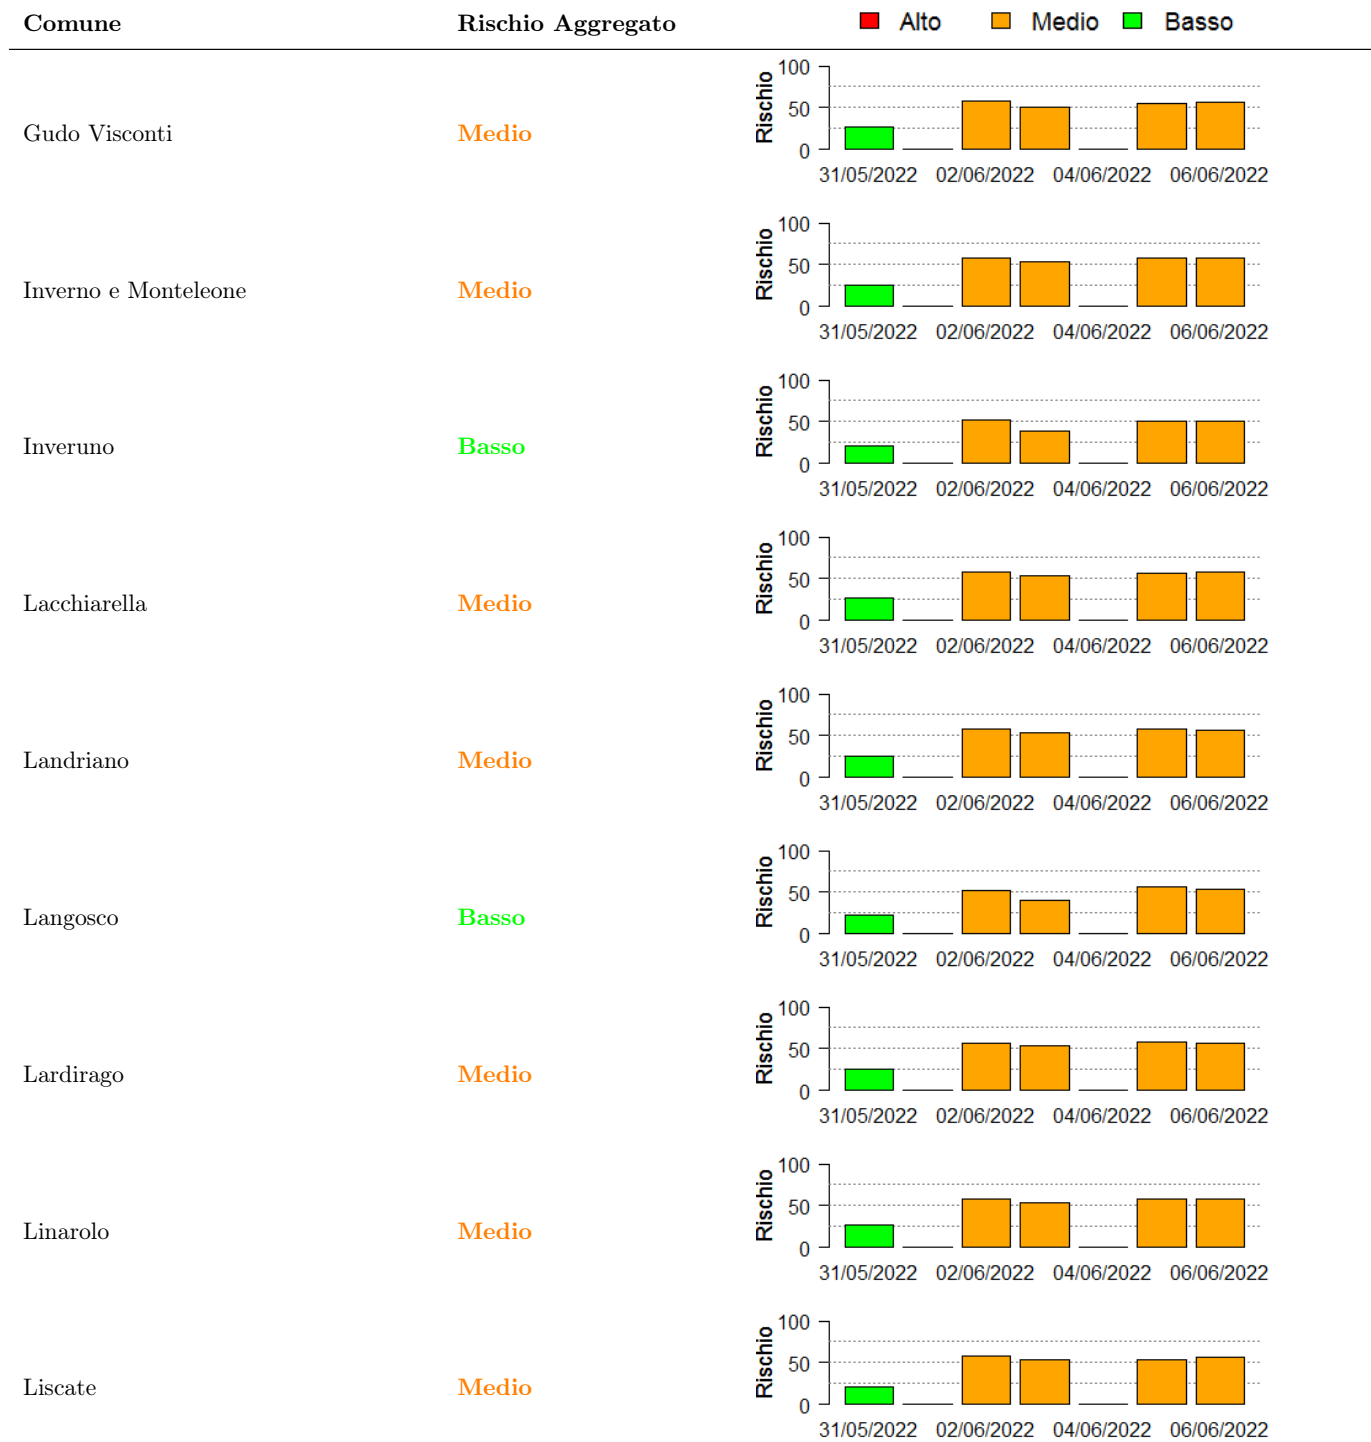 Comune Rischio Aggregato Alto Medio Basso
100
50
0
Rischio
Gudo Visconti Medio
31/05/2022 02/06/2022 04/06/2022 06/06/2022
100
50
0
Rischio
Inverno e Monteleone Medio
31/05/2022 02/06/2022 04/06/2022 06/06/2022
100
50
0
Rischio
Inveruno Basso
31/05/2022 02/06/2022 04/06/2022 06/06/2022
100
50
0
Rischio
Lacchiarella Medio
31/05/2022 02/06/2022 04/06/2022 06/06/2022
100
50
0
Rischio
Landriano Medio
31/05/2022 02/06/2022 04/06/2022 06/06/2022
100
50
0
Rischio
Langosco Basso
31/05/2022 02/06/2022 04/06/2022 06/06/2022
100
50
0
Rischio
Lardirago Medio
31/05/2022 02/06/2022 04/06/2022 06/06/2022
100
50
0
Rischio
Linarolo Medio
31/05/2022 02/06/2022 04/06/2022 06/06/2022
100
50
0
Rischio
Liscate Medio
31/05/2022 02/06/2022 04/06/2022 06/06/2022